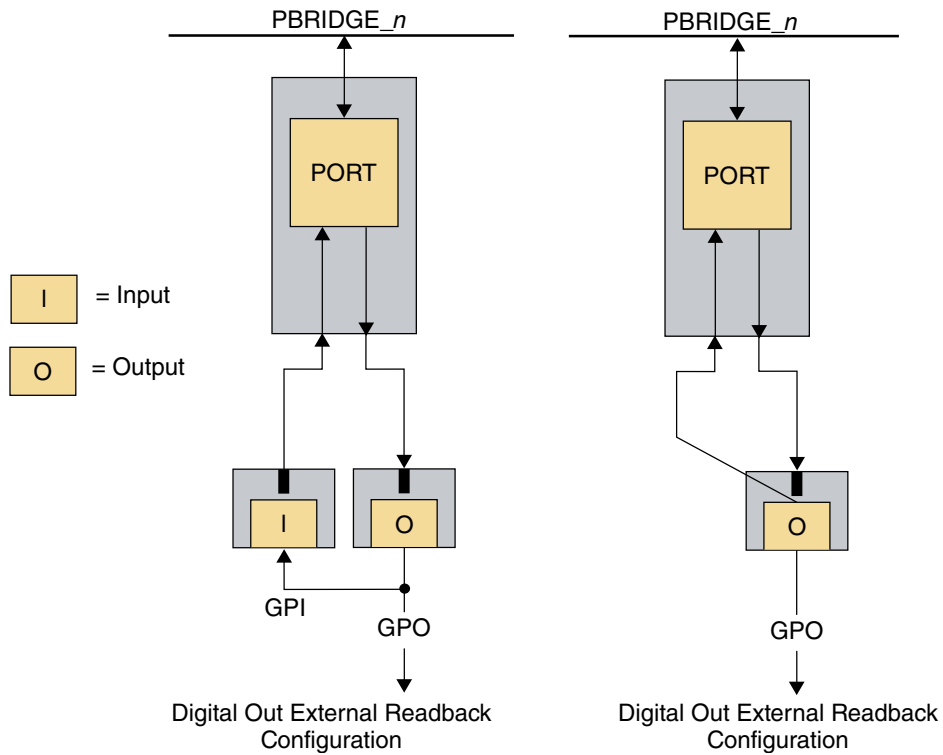 PBRIDGE_n
PBRIDGE_n
PORT
PORT
I
= Input
O
= Output
I
O
O
GPI
GPO
GPO
Digital Out External Readback
Configuration
Digital Out External Readback
Configuration